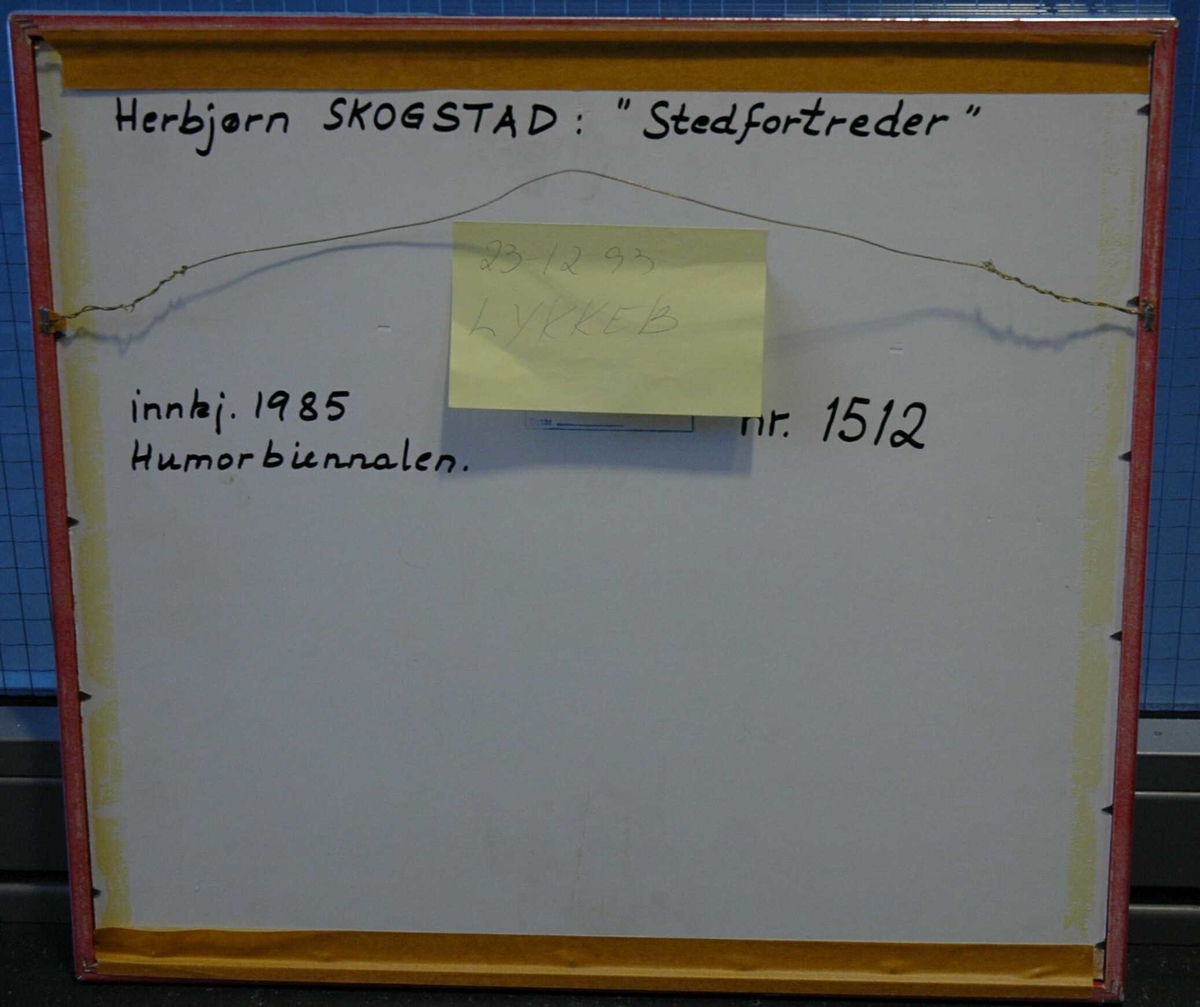 Herbjørn SKOGSTAD: "Stedfortreder"
23-12 93
LYKKEB
innkj. 1985
nr. 1512
Humorbiennalen.